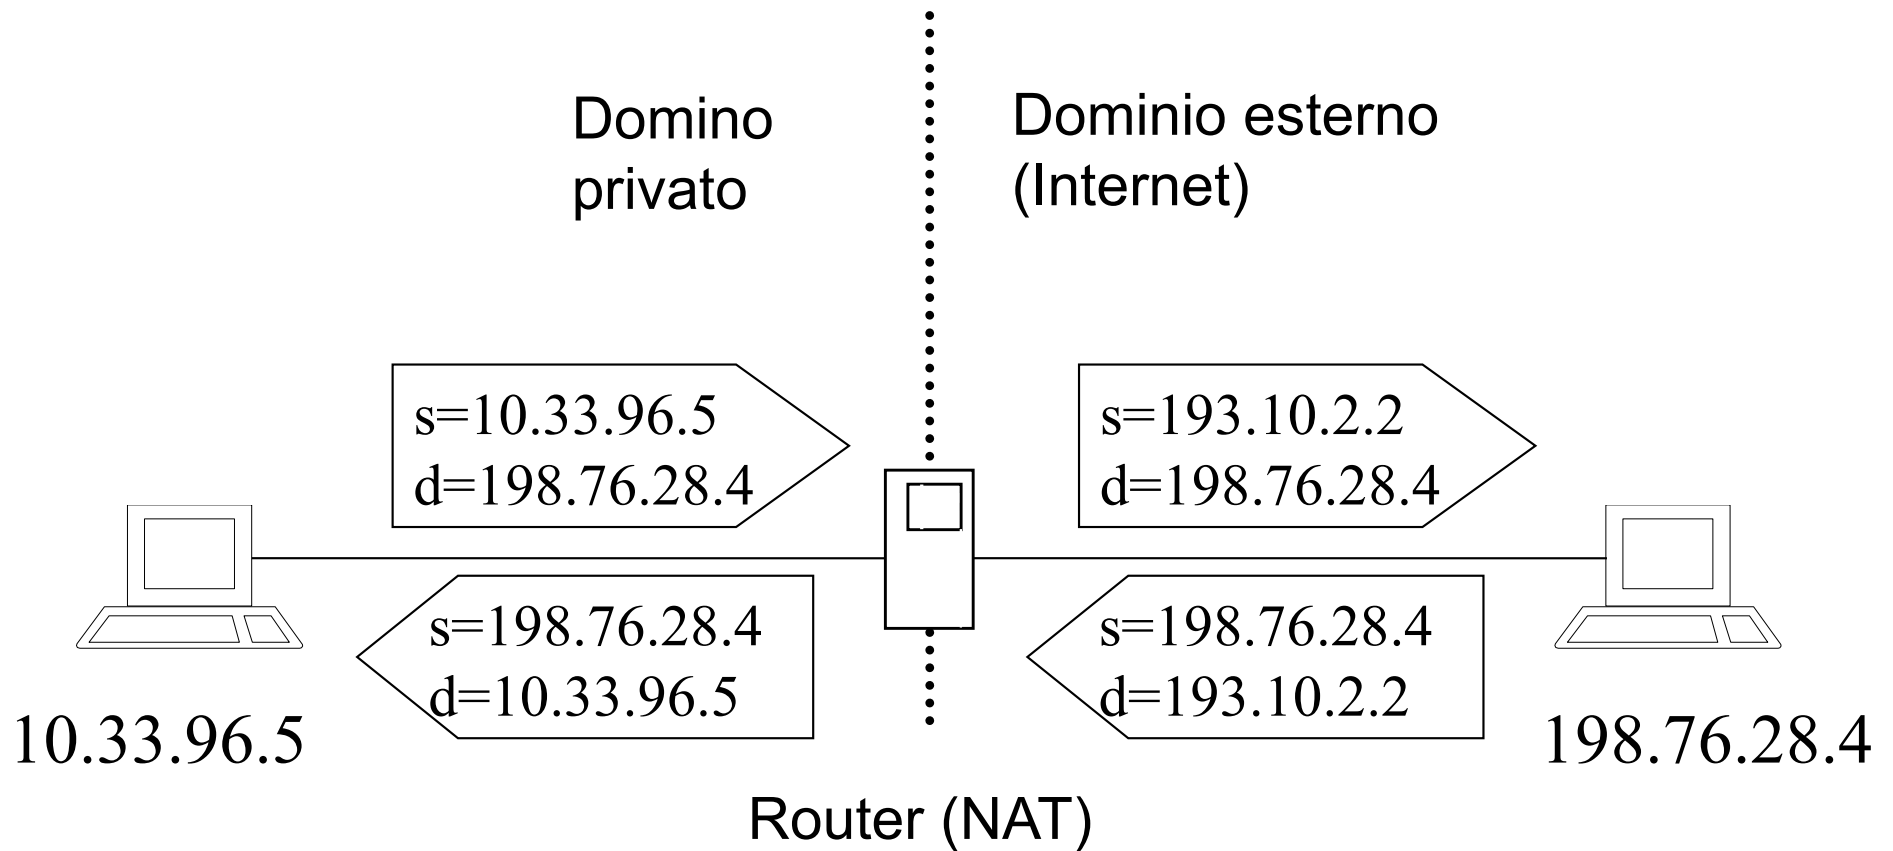 Domino
privato
Dominio esterno
(Internet)
s=10.33.96.5
d=198.76.28.4
s=193.10.2.2
d=198.76.28.4
s=198.76.28.4
d=10.33.96.5
s=198.76.28.4
d=193.10.2.2
10.33.96.5
198.76.28.4
Router (NAT)